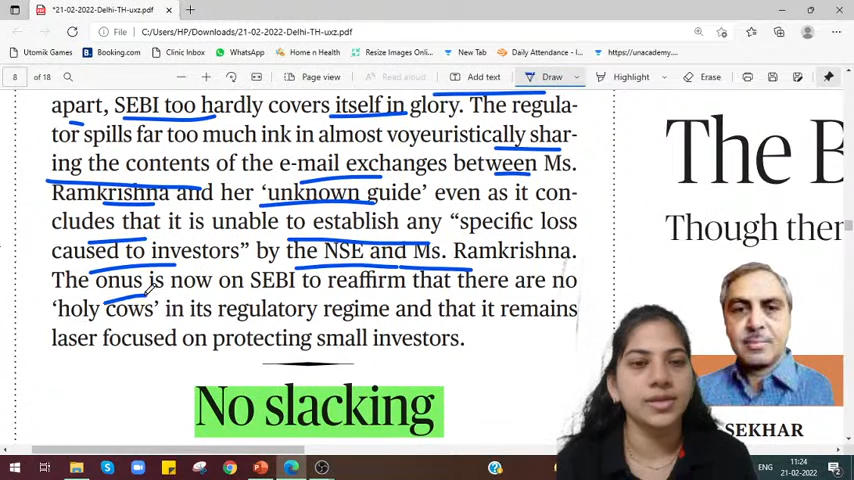 *21-02-2022-Delhi-TH-uxz.pdf
File
C:/Users/HP/Downloads/21-02-2022-Delhi-TH-uxz.pdf
Utomik Games
Booking.com
Clinic Inbox
WhatsApp
Home n Health
Resize Images Onl...
New Tab
Daily Attendance - I...
https://unacademy....
8 of 18
Page view
Read aloud
Add text
Draw
Highlight
Erase
apart, SEBI too hardly covers itself in glory. The regula-
tor spills far too much ink in almost voyeuristically shar-
ing the contents of the e-mail exchanges between Ms.
Ramkrishna and her ‘unknown guide’ even as it con-
cludes that it is unable to establish any “specific loss
caused to investors” by the NSE and Ms. Ramkrishna.
The onus is now on SEBI to reaffirm that there are no
‘holy cows’ in its regulatory regime and that it remains
laser focused on protecting small investors.
No slacking
The B
Though ther
SEKHAR
ENG
11:24
21-02-2022